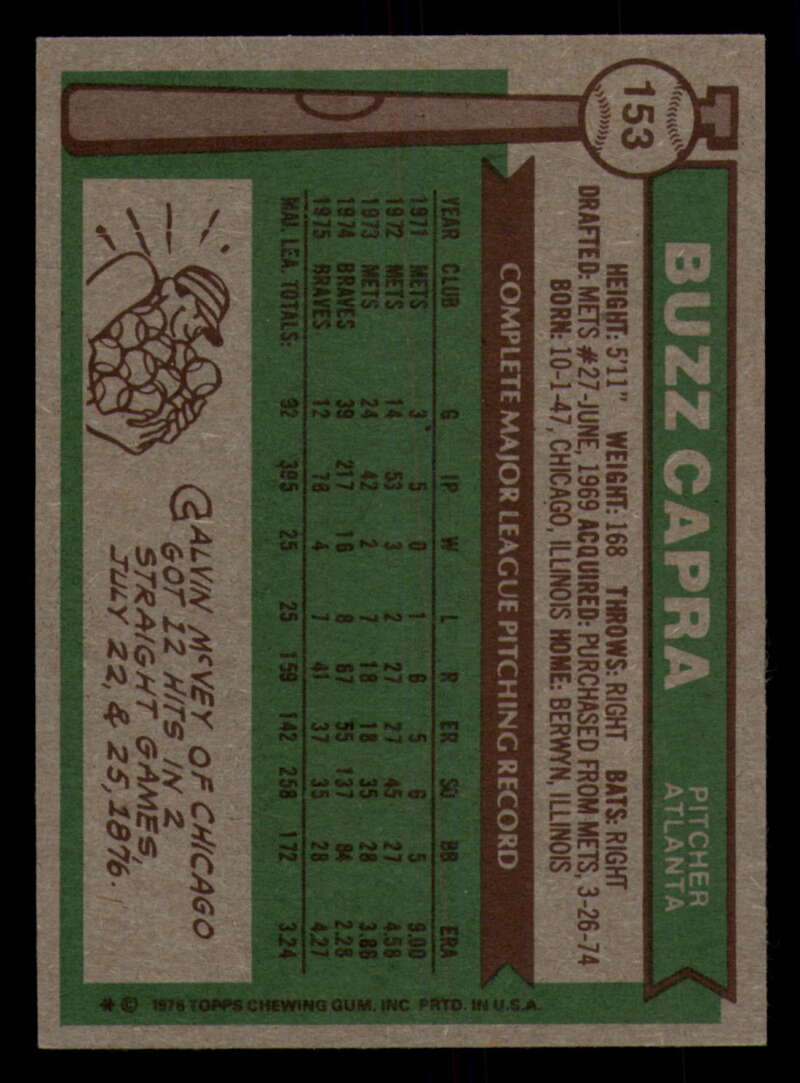 153
BUZZ CAPRA
PITCHER
ATLANTA
HEIGHT: 5'11" WEIGHT: 168 THROWS: RIGHT BATS: RIGHT
DRAFTED: METS #27-JUNE, 1969 ACQUIRED: PURCHASED FROM METS, 3-26-74
BORN: 10-1-47, CHICAGO, ILLINOIS HOME: BERWYN, ILLINOIS
COMPLETE MAJOR LEAGUE PITCHING RECORD
YEAR CLUB G IP W L R ER SO BB ERA
1971 METS 3 5 0 1 6 5 6 5 9.00
1972 METS 14 53 3 2 27 27 45 27 4.58
1973 METS 24 42 2 7 18 18 35 28 3.86
1974 BRAVES 39 217 16 8 67 55 137 84 2.28
1975 BRAVES 12 78 4 7 41 37 35 28 4.27
MAJ. LEA. TOTALS: 92 395 25 25 159 142 258 172 3.24
CALVIN McVEY OF CHICAGO
GOT 12 HITS IN 2
STRAIGHT GAMES,
JULY 22, & 25, 1876.
* © 1976 TOPPS CHEWING GUM, INC. PRTD. IN U.S.A.